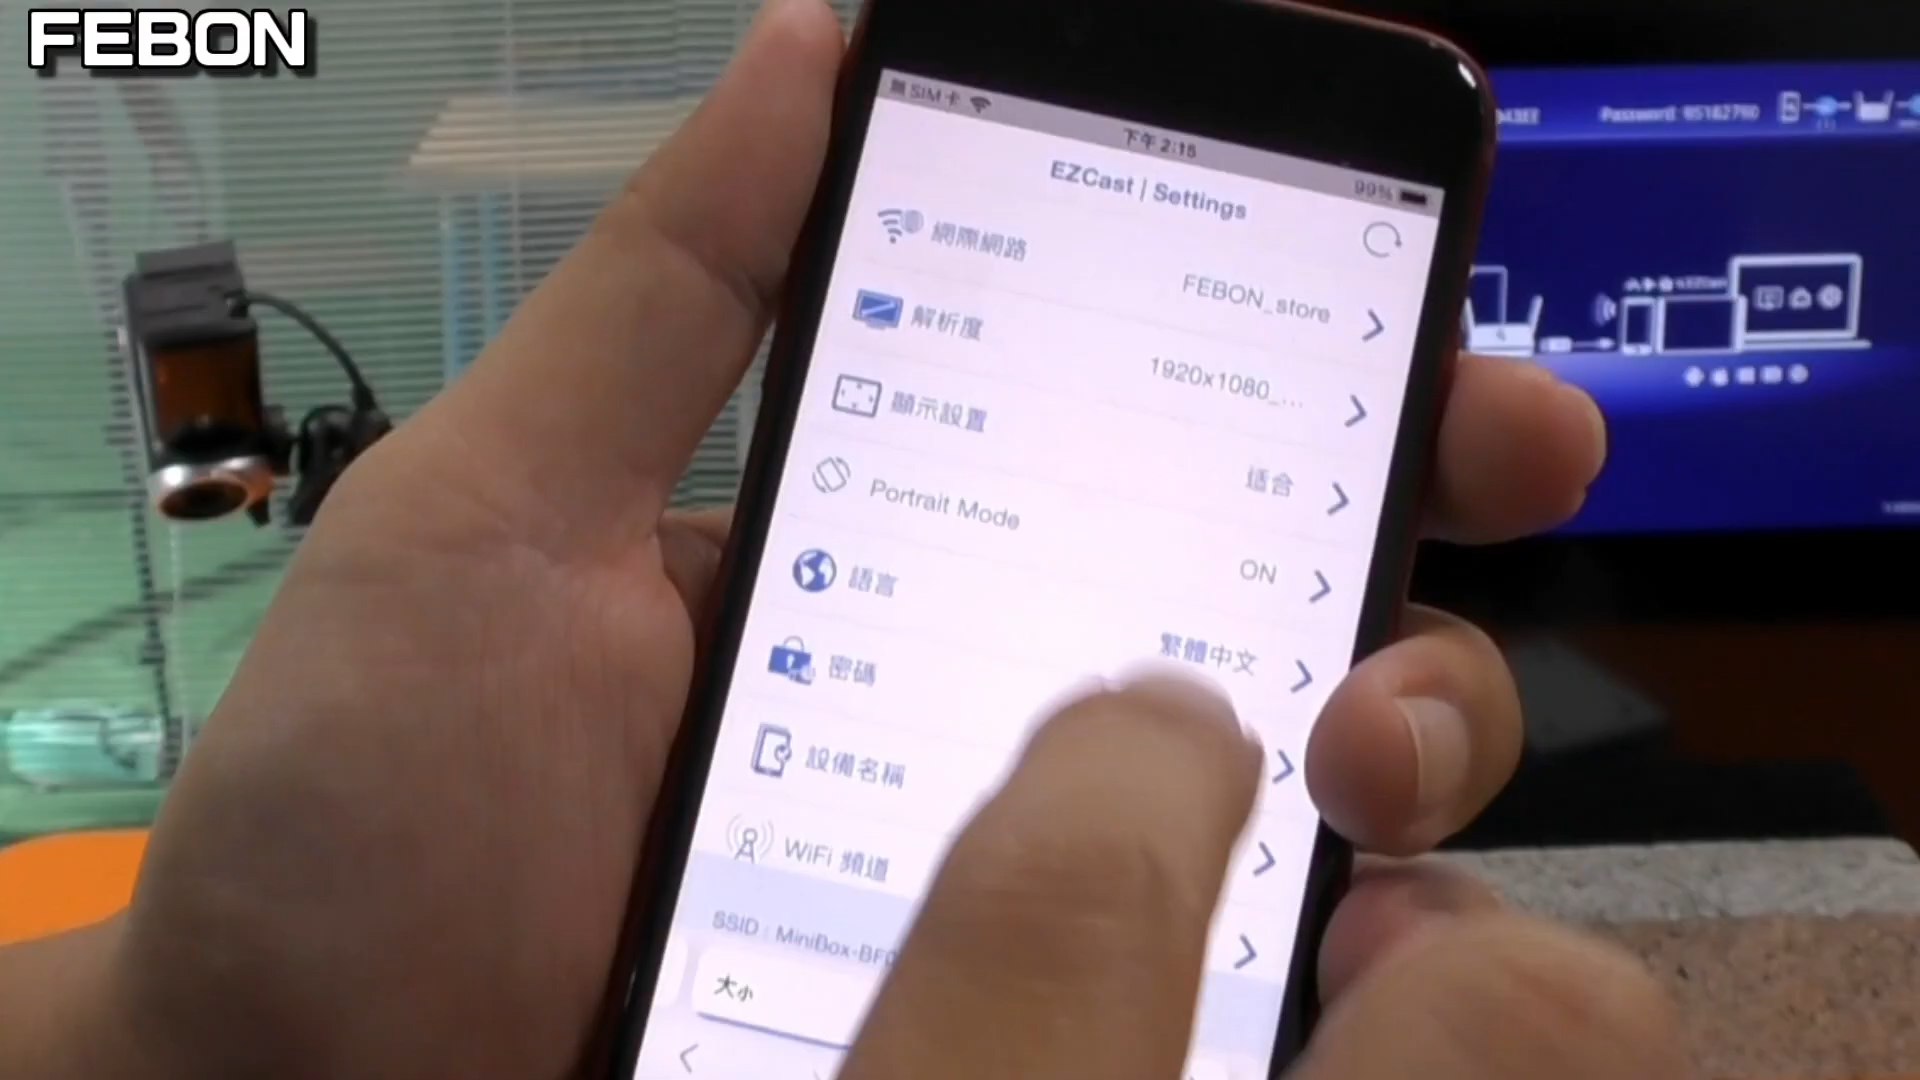 FEBON
無SIM卡
下午 2:15
99%
EZCast | Settings
網際網路
FEBON_store
解析度
1920x1080_...
顯示設置
适合
Portrait Mode
ON
語言
繁體中文
密碼
設備名稱
WiFi 頻道
SSID : MiniBox-BF0
大小
Password: